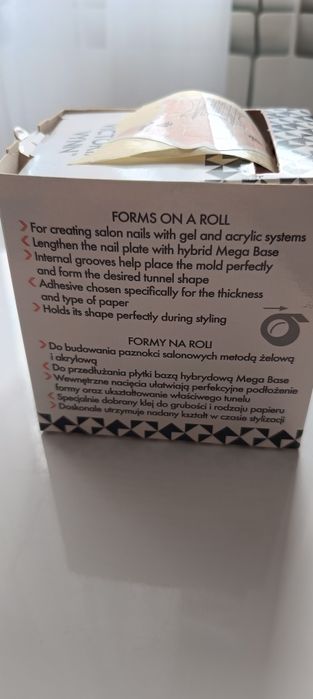 FORMS ON A ROLL
For creating salon nails with gel and acrylic systems
Lengthen the nail plate with hybrid Mega Base
Internal grooves help place the mold perfectly
and form the desired tunnel shape
Adhesive chosen specifically for the thickness
and type of paper
Holds its shape perfectly during styling
FORMY NA ROLI
Do budowania paznokci salonowych metodą żelową
i akrylową
Do przedłużania płytki bazą hybrydową Mega Base
Wewnętrzne nacięcia ułatwiają perfekcyjne podłożenie
formy oraz ukształtowanie właściwego tunelu
Specjalnie dobrany klej do grubości i rodzaju papieru
Doskonale utrzymuje nadany kształt w czasie stylizacji